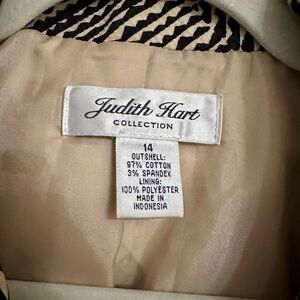 Judith Hart
COLLECTION
14
OUTSHELL:
97% COTTON
3% SPANDEX
LINING:
100% POLYESTER
MADE IN
INDONESIA